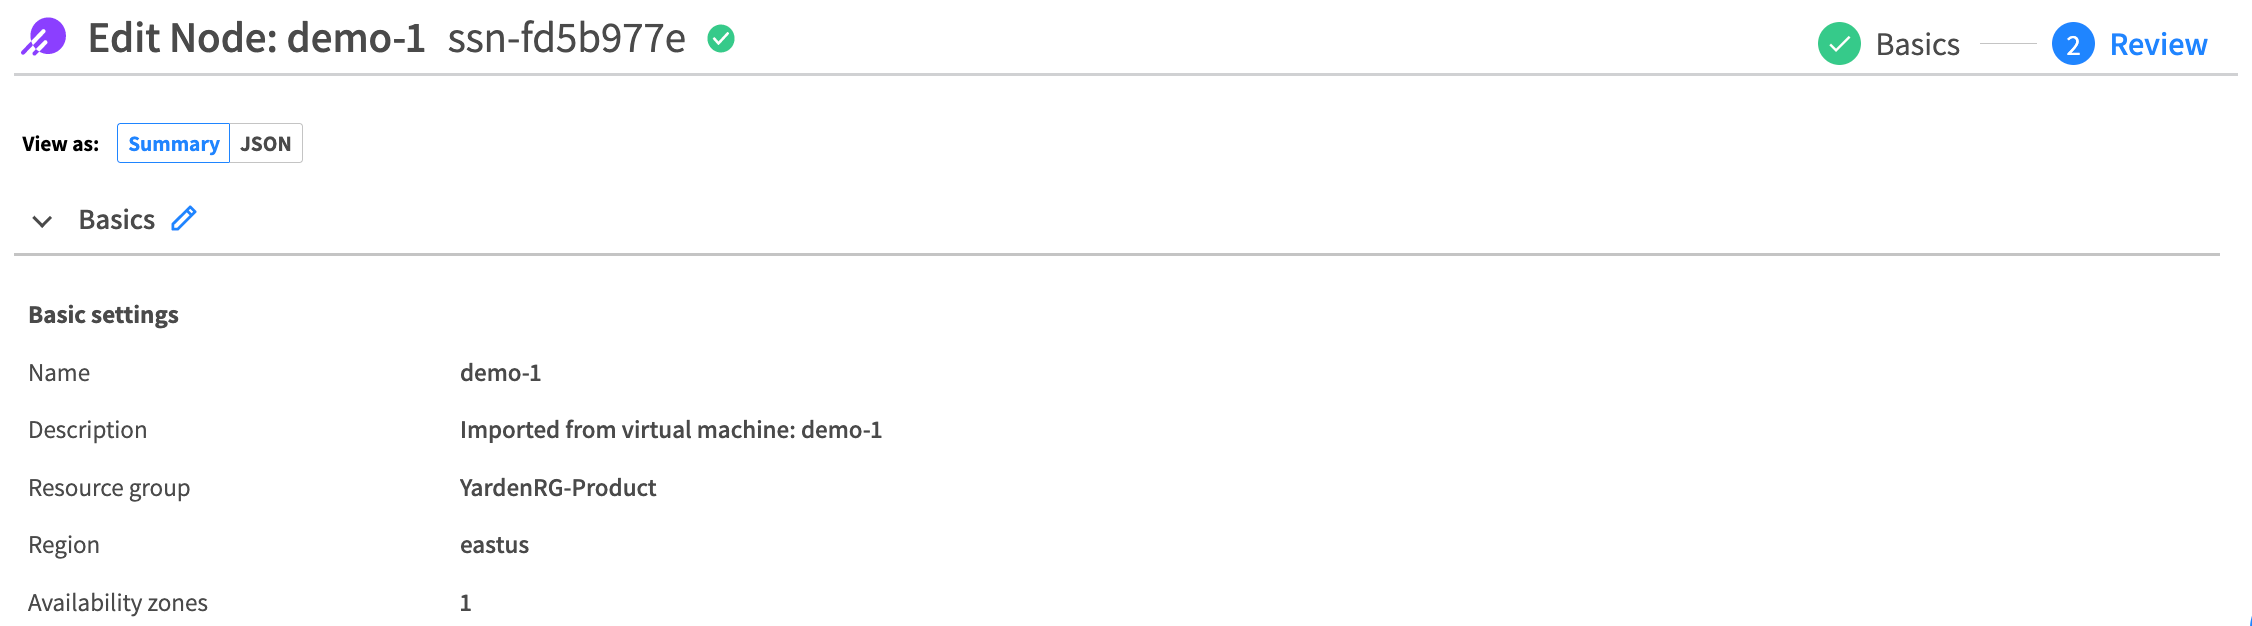 Edit Node: demo-1 ssn-fd5b977e
Basics 2 Review
View as: Summary JSON
Basics
Basic settings
Name demo-1
Description Imported from virtual machine: demo-1
Resource group YardenRG-Product
Region eastus
Availability zones 1